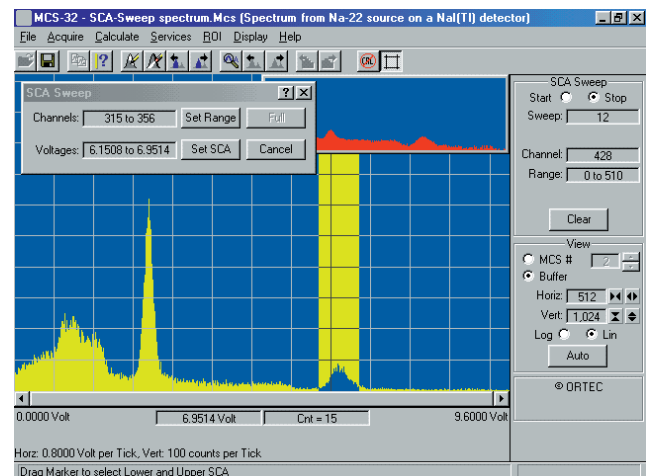 MCS-32 - SCA-Sweep spectrum.Mcs (Spectrum from Na-22 source on a NaI(Tl) detector)
File Acquire Calculate Services ROI Display Help
CAL
SCA Sweep
Channels: 315 to 356 Set Range Full
Voltages: 6.1508 to 6.9514 Set SCA Cancel
SCA Sweep
Start Stop
Sweep: 12
Channel: 428
Range: 0 to 510
Clear
View
MCS # 2
Buffer
Horiz: 512
Vert: 1,024
Log Lin
Auto
© ORTEC
0.0000 Volt 6.9514 Volt Cnt = 15 9.6000 Volt
Horz: 0.8000 Volt per Tick, Vert: 100 counts per Tick
Drag Marker to select Lower and Upper SCA